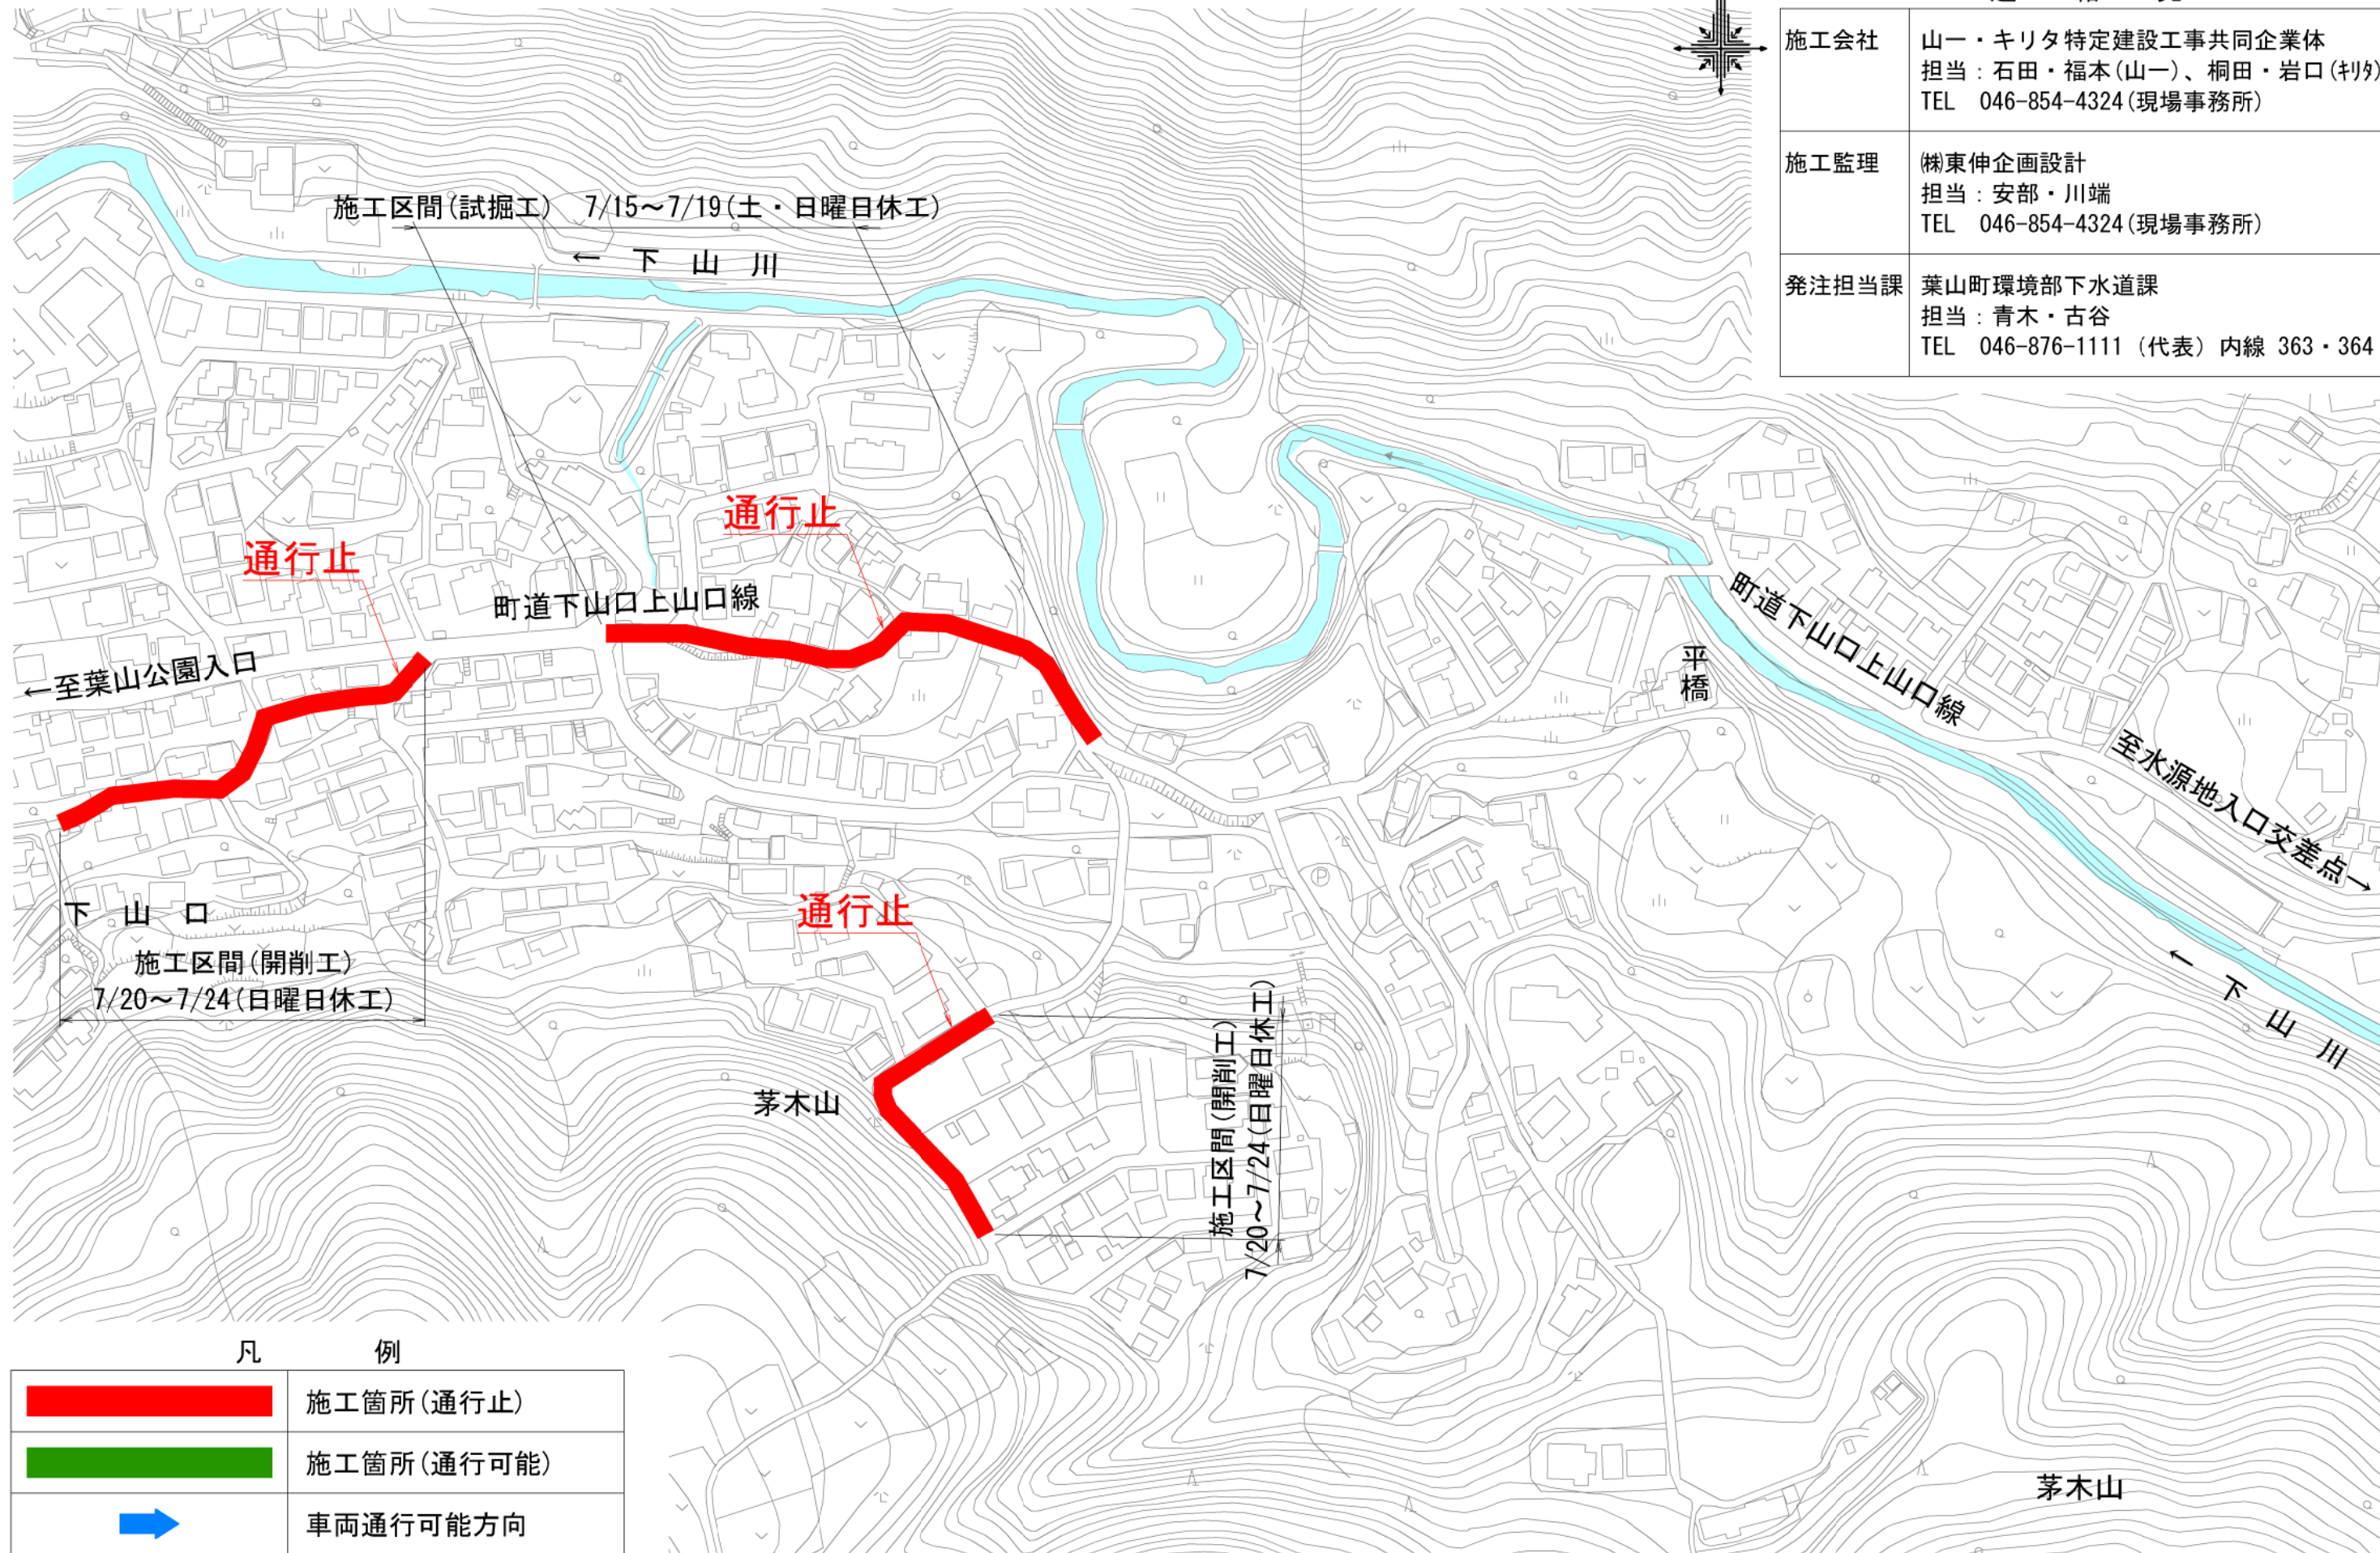 施工会社
山一・キリタ特定建設工事共同企業体
担当：石田・福本(山一)、桐田・岩口(ｷﾘﾀ)
TEL 046-854-4324(現場事務所)
施工監理
㈱東伸企画設計
担当：安部・川端
TEL 046-854-4324(現場事務所)
発注担当課
葉山町環境部下水道課
担当：青木・古谷
TEL 046-876-1111（代表）内線 363・364
施工区間(試掘工) 7/15～7/19(土・日曜日休工)
← 下山川
通行止
通行止
町道下山口上山口線
←至葉山公園入口
平橋
町道下山口上山口線
至水源地入口交差点→
下山口
施工区間(開削工)
7/20～7/24(日曜日休工)
通行止
施工区間(開削工)
7/20～7/24(日曜日休工)
茅木山
← 下山川
P
凡例
施工箇所(通行止)
施工箇所(通行可能)
車両通行可能方向
茅木山